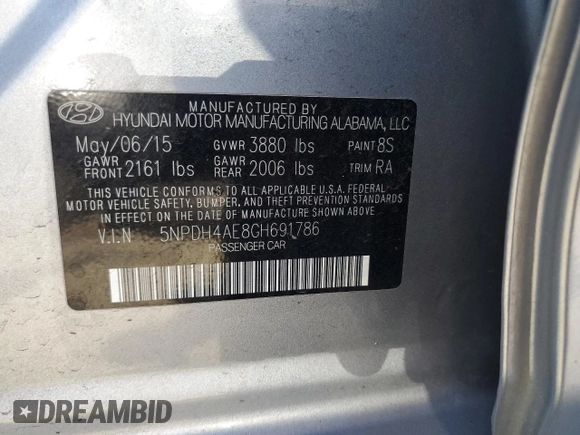 MANUFACTURED BY
HYUNDAI MOTOR MANUFACTURING ALABAMA, LLC
May/06/15 GVWR 3880 lbs PAINT 8S
GAWR FRONT 2161 lbs GAWR REAR 2006 lbs TRIM RA
THIS VEHICLE CONFORMS TO ALL APPLICABLE U.S.A. FEDERAL
MOTOR VEHICLE SAFETY, BUMPER, AND THEFT PREVENTION STANDARDS
IN EFFECT ON THE DATE OF MANUFACTURE SHOWN ABOVE.
V.I.N 5NPDH4AE8GH691786
PASSENGER CAR
DREAMBID